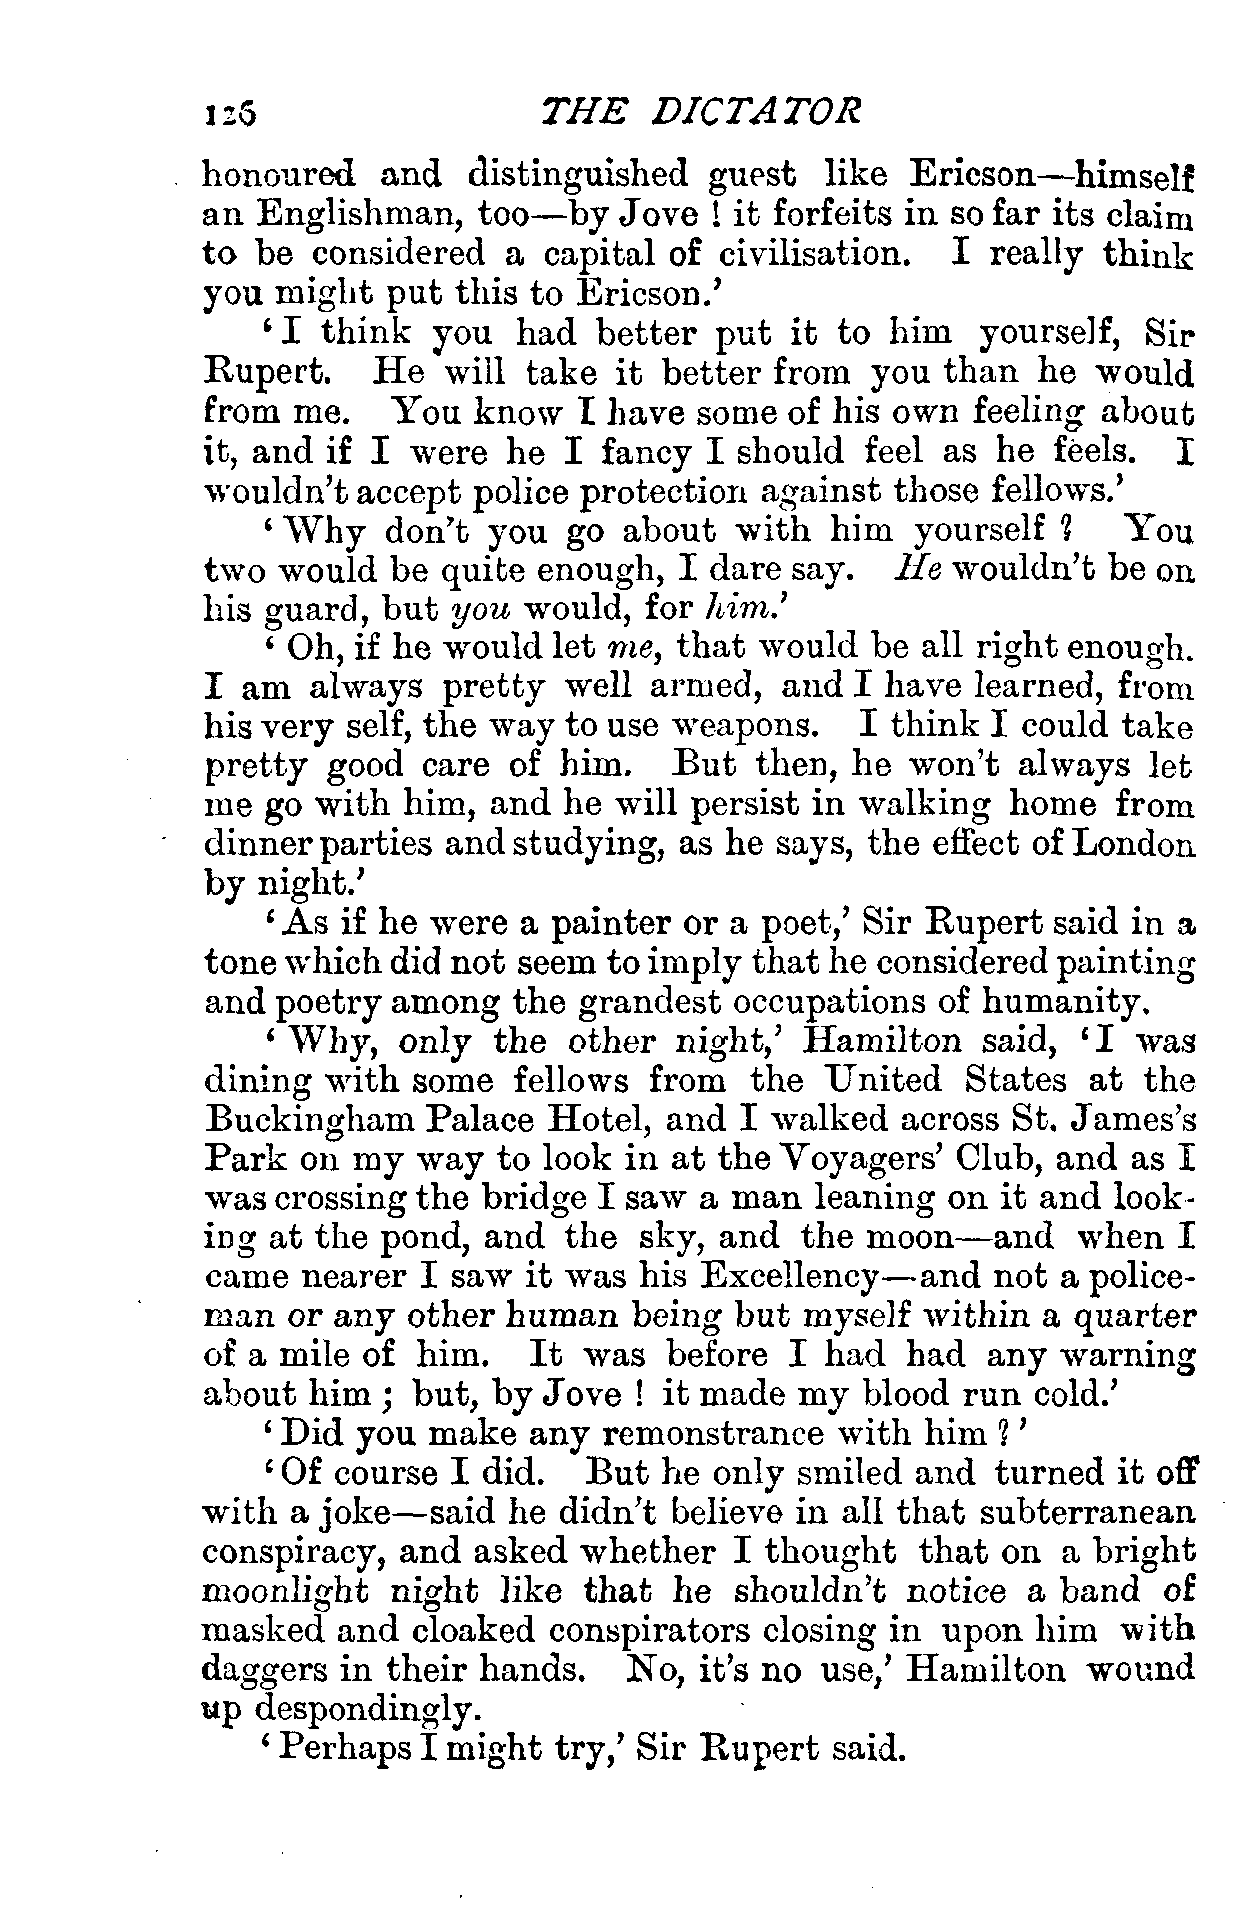 126 THE DICTATOR
honoured and distinguished guest like Ericson—himself
an Englishman, too—by Jove ! it forfeits in so far its claim
to be considered a capital of civilisation. I really think
you might put this to Ericson.’
‘I think you had better put it to him yourself, Sir
Rupert. He will take it better from you than he would
from me. You know I have some of his own feeling about
it, and if I were he I fancy I should feel as he feels. I
wouldn’t accept police protection against those fellows.’
‘Why don’t you go about with him yourself ? You
two would be quite enough, I dare say. He wouldn’t be on
his guard, but you would, for him.’
‘Oh, if he would let me, that would be all right enough.
I am always pretty well armed, and I have learned, from
his very self, the way to use weapons. I think I could take
pretty good care of him. But then, he won’t always let
me go with him, and he will persist in walking home from
dinner parties and studying, as he says, the effect of London
by night.’
‘As if he were a painter or a poet,’ Sir Rupert said in a
tone which did not seem to imply that he considered painting
and poetry among the grandest occupations of humanity.
‘Why, only the other night,’ Hamilton said, ‘I was
dining with some fellows from the United States at the
Buckingham Palace Hotel, and I walked across St. James’s
Park on my way to look in at the Voyagers’ Club, and as I
was crossing the bridge I saw a man leaning on it and look-
ing at the pond, and the sky, and the moon—and when I
came nearer I saw it was his Excellency—and not a police-
man or any other human being but myself within a quarter
of a mile of him. It was before I had had any warning
about him ; but, by Jove ! it made my blood run cold.’
‘Did you make any remonstrance with him ?’
‘Of course I did. But he only smiled and turned it off
with a joke—said he didn’t believe in all that subterranean
conspiracy, and asked whether I thought that on a bright
moonlight night like that he shouldn’t notice a band of
masked and cloaked conspirators closing in upon him with
daggers in their hands. No, it’s no use,’ Hamilton wound
up despondingly.
‘Perhaps I might try,’ Sir Rupert said.